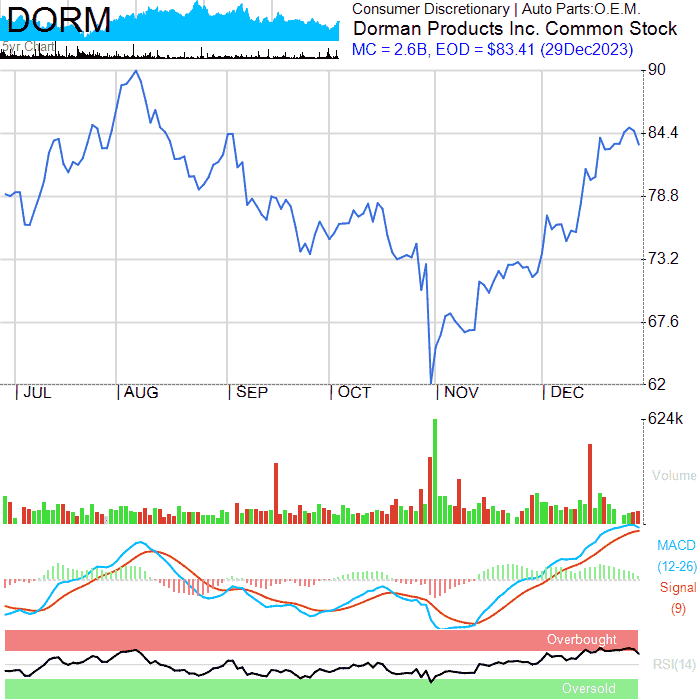 DORM
Consumer Discretionary | Auto Parts:O.E.M.
Dorman Products Inc. Common Stock
MC = 2.6B, EOD = $83.41 (29Dec2023)
5yr Chart
90
84.4
78.8
73.2
67.6
62
| JUL | AUG | SEP | OCT | NOV | DEC
624k
Volume
MACD
(12-26)
Signal
(9)
Overbought
RSI(14)
Oversold